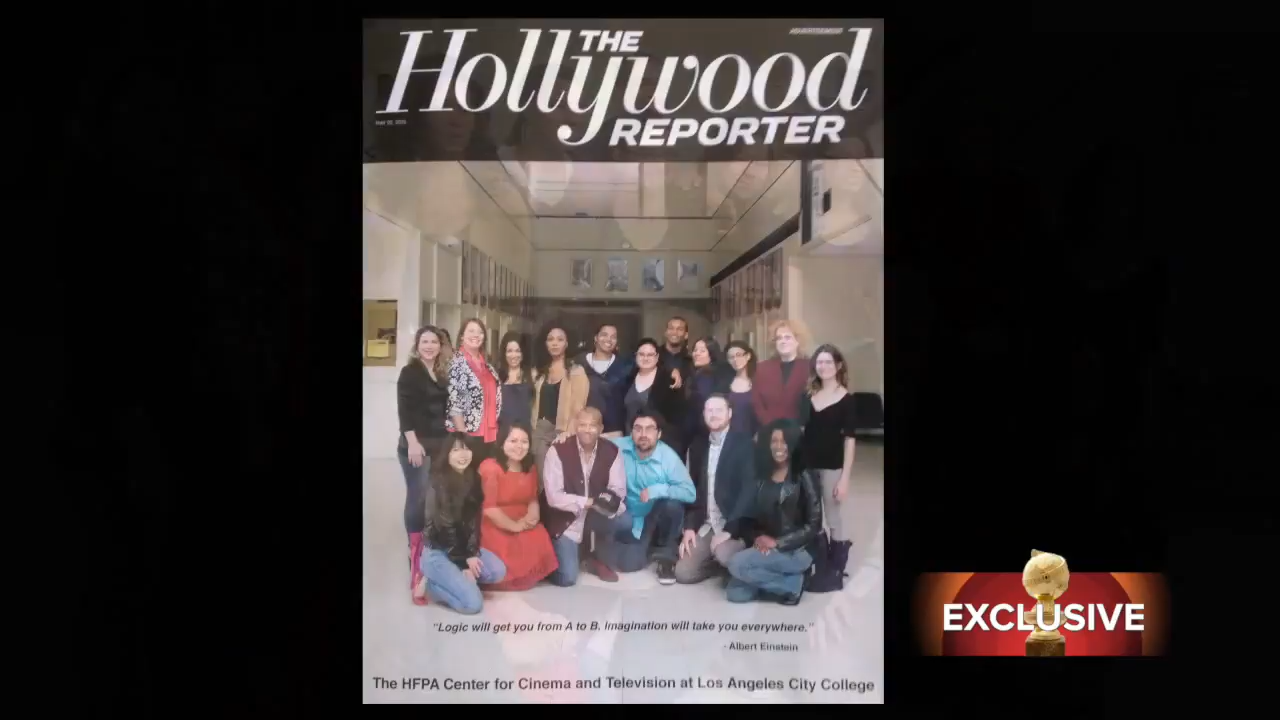 ADVERTISEMENT
THE
Hollywood
REPORTER
"Logic will get you from A to B. Imagination will take you everywhere."
- Albert Einstein
The HFPA Center for Cinema and Television at Los Angeles City College
EXCLUSIVE